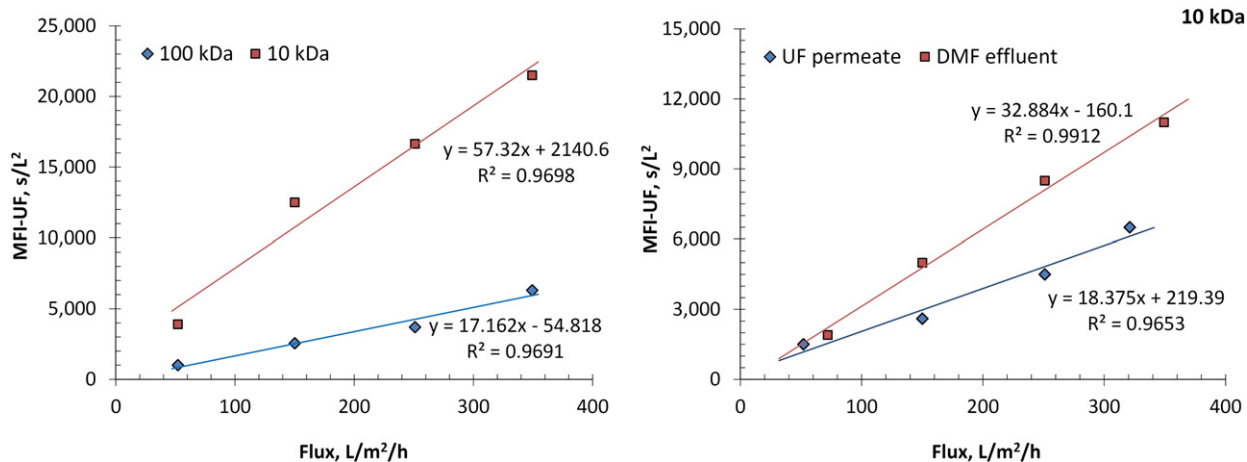 25,000
20,000
15,000
10,000
5,000
0
MFI-UF, s/L²
100 kDa
10 kDa
y = 57.32x + 2140.6
R² = 0.9698
y = 17.162x - 54.818
R² = 0.9691
0
100
200
300
400
Flux, L/m²/h
10 kDa
15,000
12,000
9,000
6,000
3,000
0
MFI-UF, s/L²
UF permeate
DMF effluent
y = 32.884x - 160.1
R² = 0.9912
y = 18.375x + 219.39
R² = 0.9653
0
100
200
300
400
Flux, L/m²/h